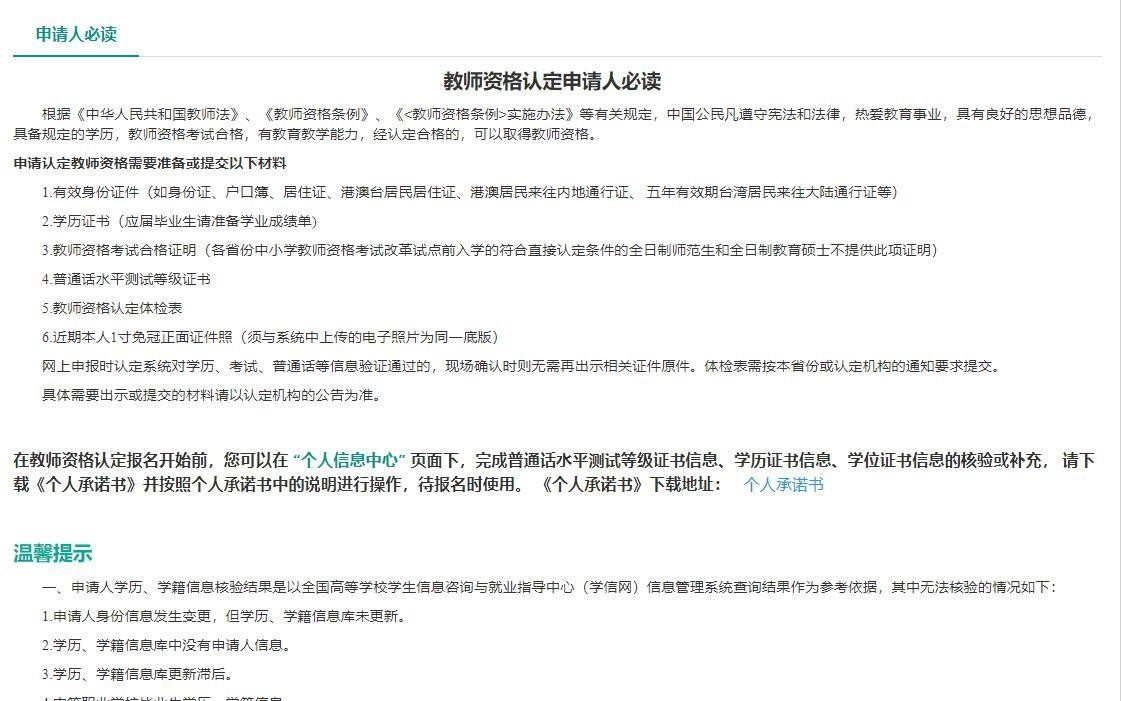 申请人必读
教师资格认定申请人必读
根据《中华人民共和国教师法》、《教师资格条例》、《<教师资格条例>实施办法》等有关规定，中国公民凡遵守宪法和法律，热爱教育事业，具有良好的思想品德，
具备规定的学历，教师资格考试合格，有教育教学能力，经认定合格的，可以取得教师资格。
申请认定教师资格需要准备或提交以下材料
1.有效身份证件（如身份证、户口簿、居住证、港澳台居民居住证、港澳居民来往内地通行证、 五年有效期台湾居民来往大陆通行证等）
2.学历证书（应届毕业生请准备学业成绩单)
3.教师资格考试合格证明（各省份中小学教师资格考试改革试点前入学的符合直接认定条件的全日制师范生和全日制教育硕士不提供此项证明）
4.普通话水平测试等级证书
5.教师资格认定体检表
6.近期本人1寸免冠正面证件照（须与系统中上传的电子照片为同一底版）
网上申报时认定系统对学历、考试、普通话等信息验证通过的，现场确认时则无需再出示相关证件原件。体检表需按本省份或认定机构的通知要求提交。
具体需要出示或提交的材料请以认定机构的公告为准。
在教师资格认定报名开始前，您可以在 “个人信息中心” 页面下，完成普通话水平测试等级证书信息、学历证书信息、学位证书信息的核验或补充， 请下
载《个人承诺书》并按照个人承诺书中的说明进行操作，待报名时使用。 《个人承诺书》下载地址： 个人承诺书
温馨提示
一、申请人学历、学籍信息核验结果是以全国高等学校学生信息咨询与就业指导中心（学信网）信息管理系统查询结果作为参考依据，其中无法核验的情况如下：
1.申请人身份信息发生变更，但学历、学籍信息库未更新。
2.学历、学籍信息库中没有申请人信息。
3.学历、学籍信息库更新滞后。